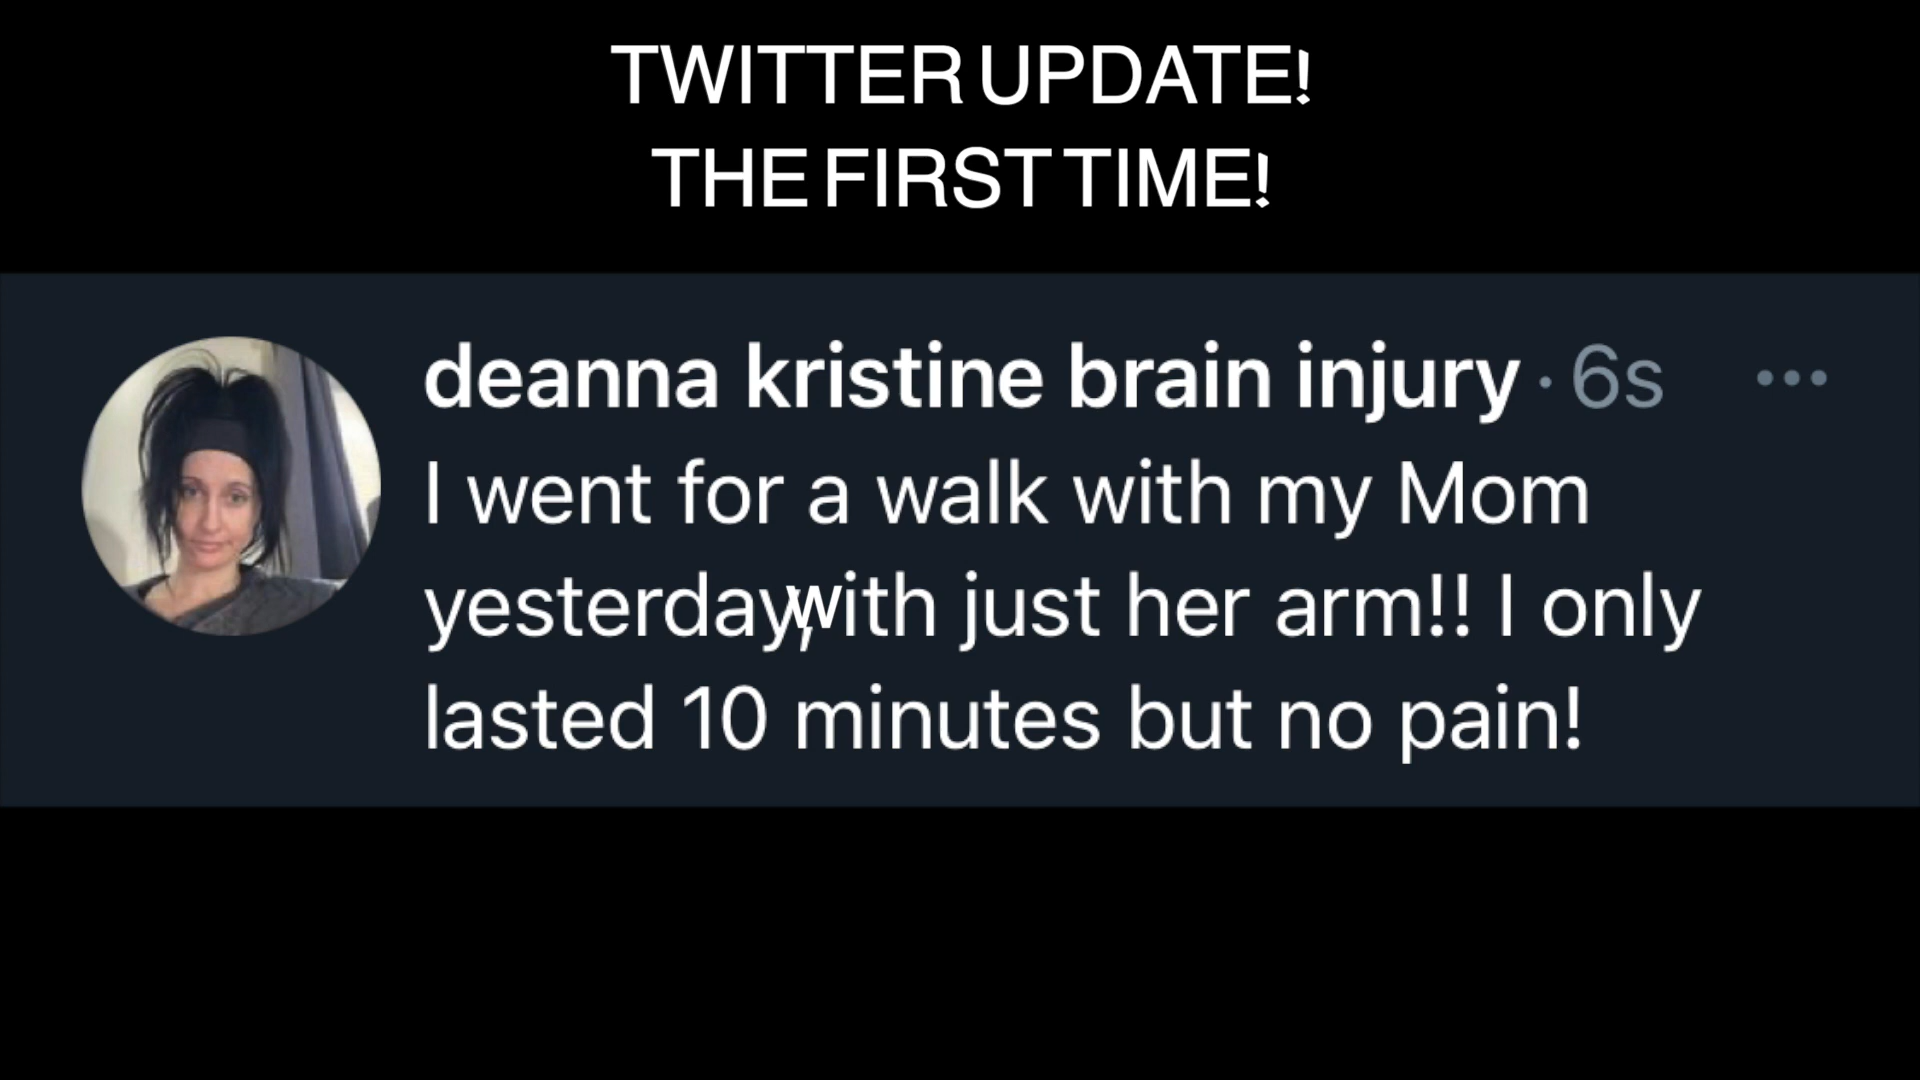 TWITTER UPDATE!
THE FIRST TIME!
deanna kristine brain injury · 6s ...
I went for a walk with my Mom
yesterday, with just her arm!! I only
lasted 10 minutes but no pain!